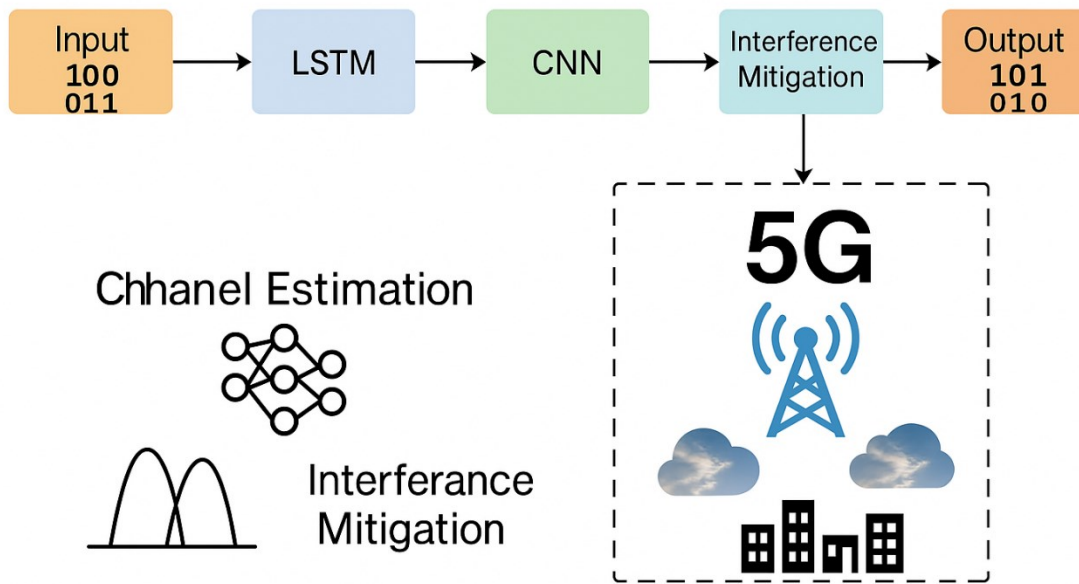 Input
100
011
LSTM
CNN
Interference
Mitigation
Output
101
010
5G
Chhanel Estimation
Interferance
Mitigation